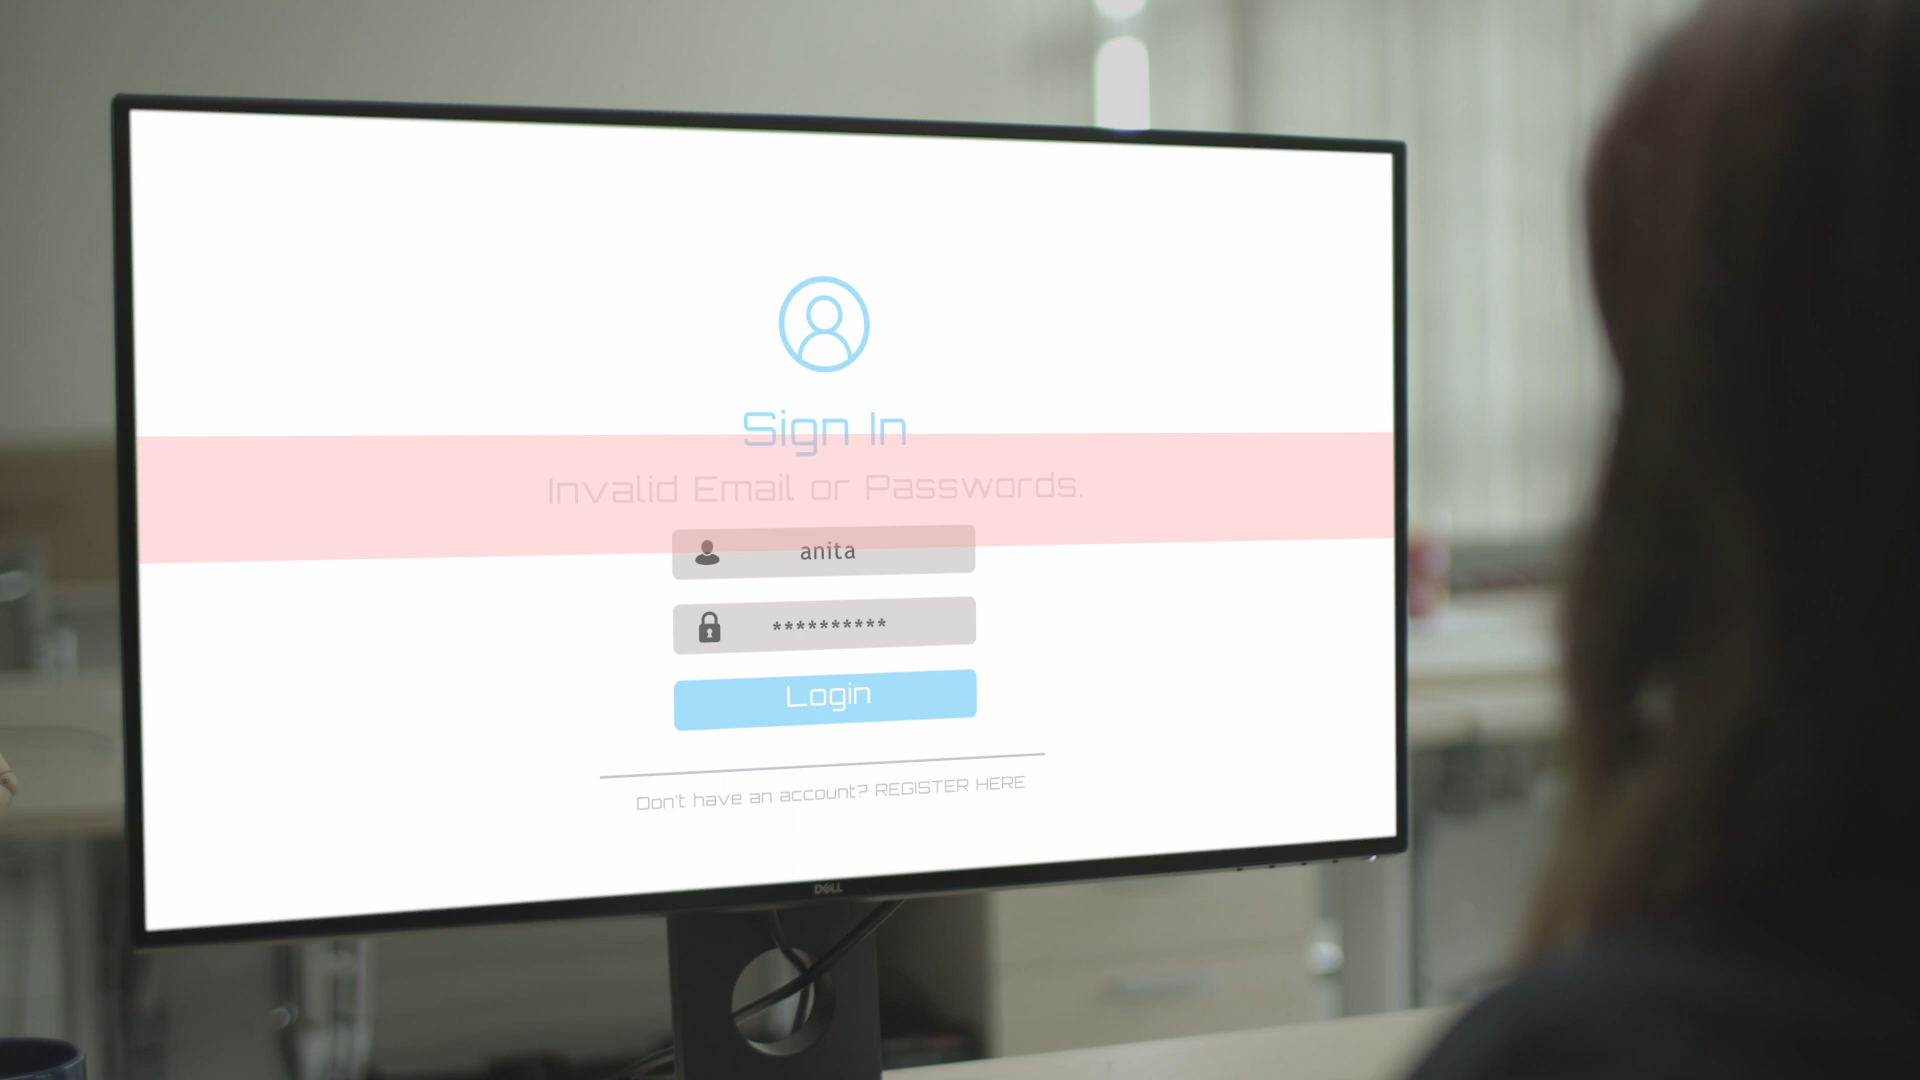 Sign In
Invalid Email or Passwords.
anita
**********
Login
Don't have an account? REGISTER HERE
DELL